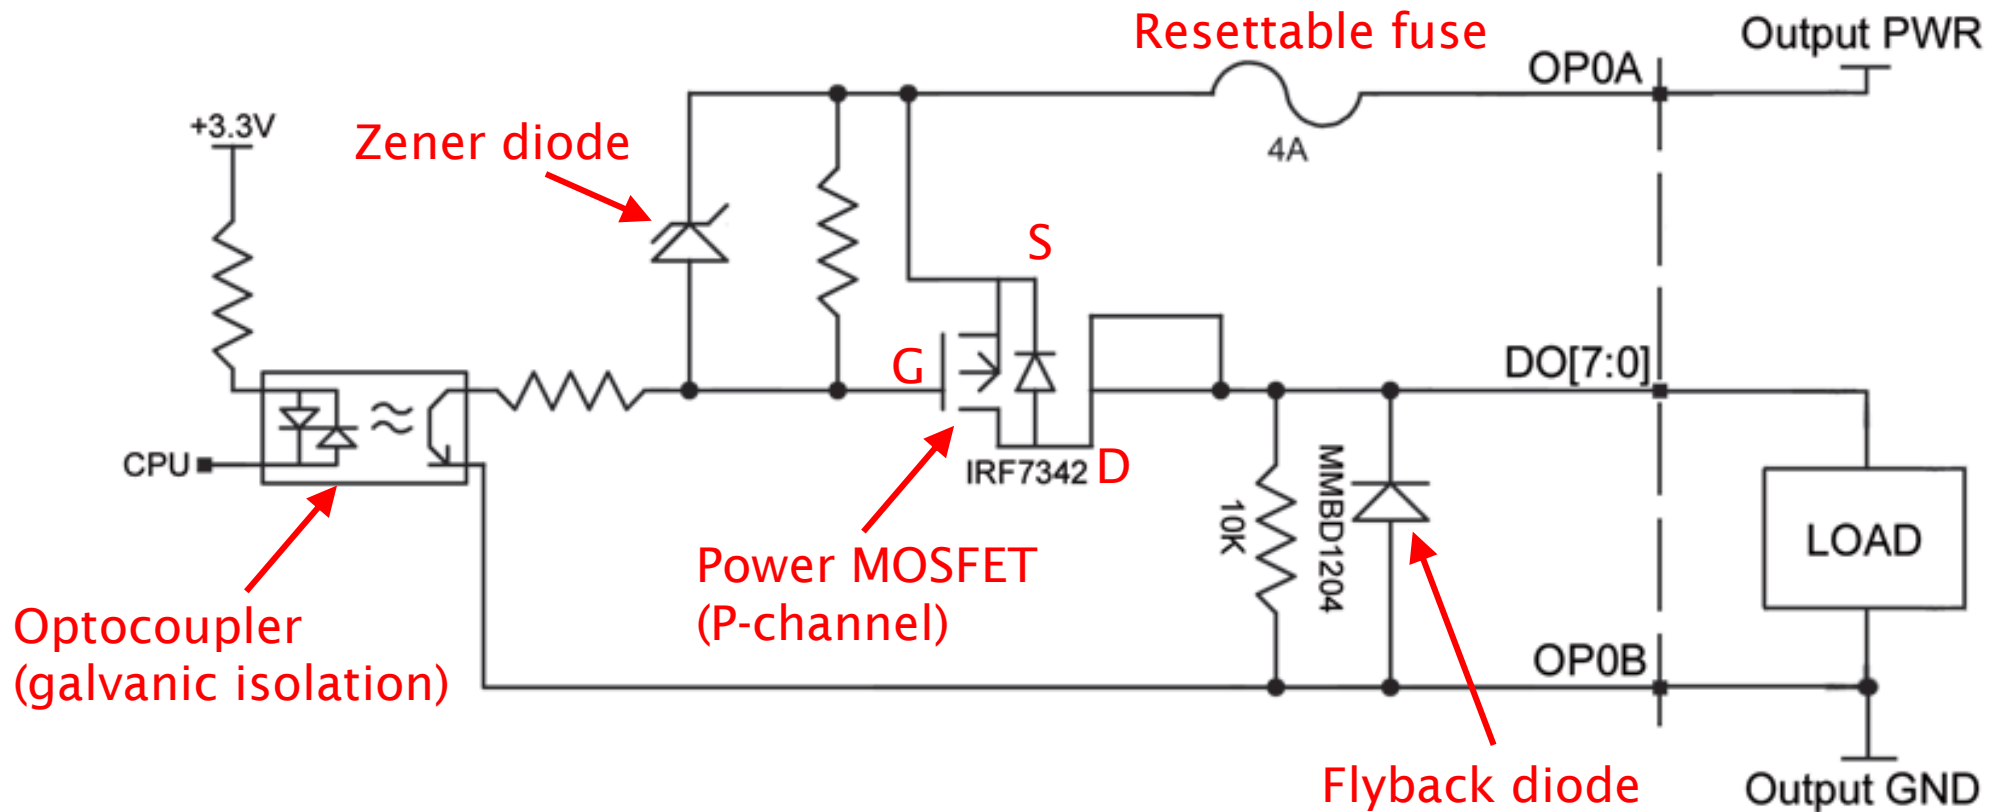 Resettable fuse
Output PWR
OP0A
+3.3V
Zener diode
4A
S
G
DO[7:0]
CPU
IRF7342
D
10K
MMBD1204
LOAD
Power MOSFET
(P-channel)
Optocoupler
(galvanic isolation)
OP0B
Flyback diode
Output GND